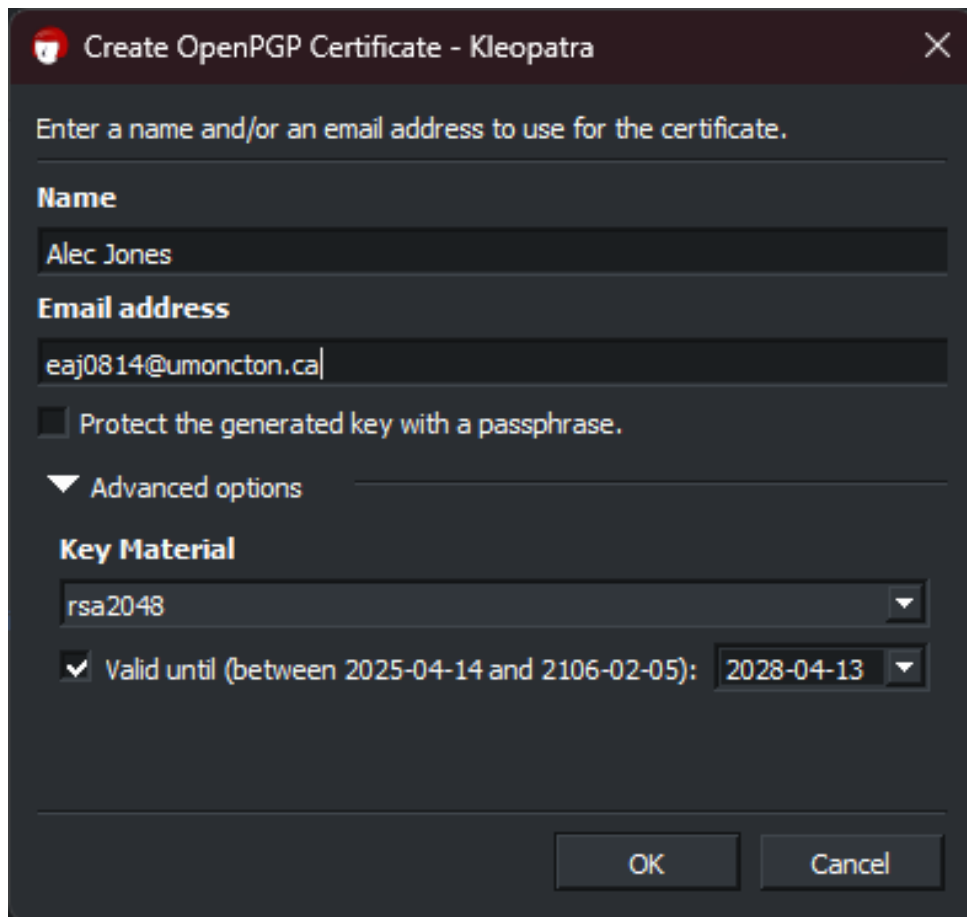 Create OpenPGP Certificate - Kleopatra
Enter a name and/or an email address to use for the certificate.
Name
Alec Jones
Email address
eaj0814@umoncton.ca
Protect the generated key with a passphrase.
Advanced options
Key Material
rsa2048
Valid until (between 2025-04-14 and 2106-02-05): 2028-04-13
OK Cancel